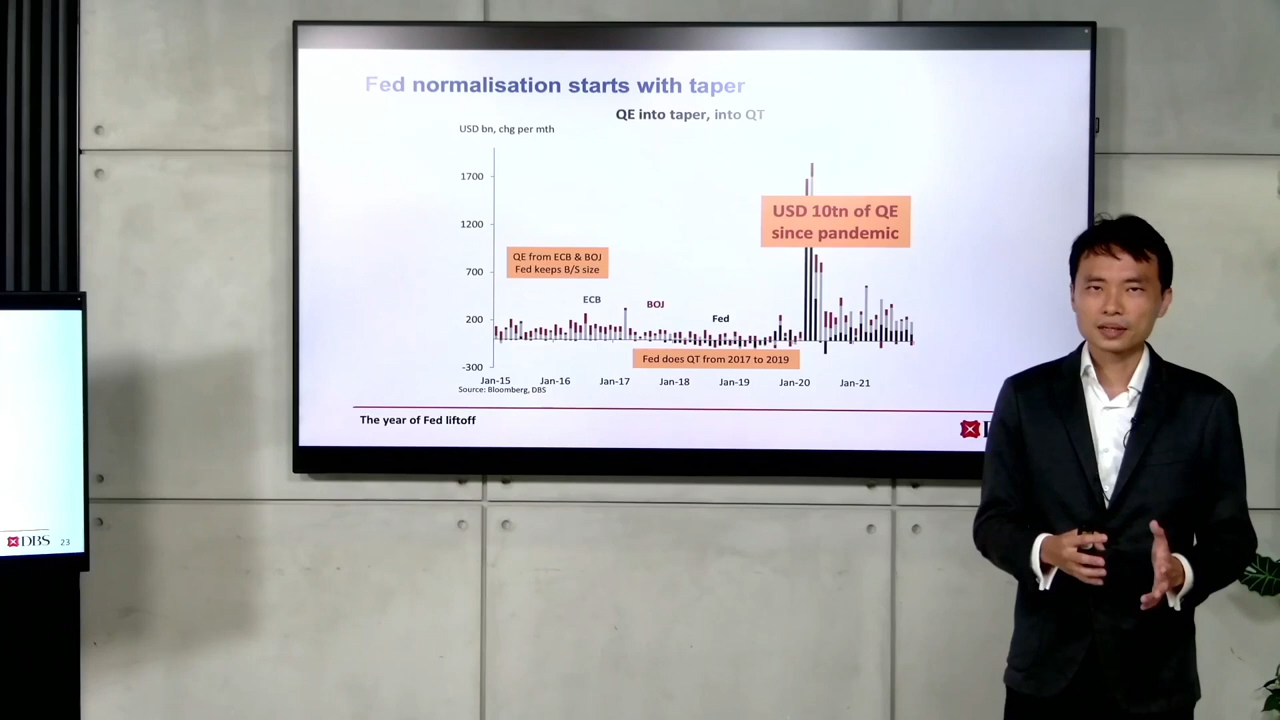 Fed normalisation starts with taper
QE into taper, into QT
USD bn, chg per mth
1700
1200
700
200
-300
USD 10tn of QE
since pandemic
QE from ECB & BOJ
Fed keeps B/S size
ECB
BOJ
Fed
Fed does QT from 2017 to 2019
Jan-15
Jan-16
Jan-17
Jan-18
Jan-19
Jan-20
Jan-21
Source: Bloomberg, DBS
The year of Fed liftoff
DBS 23